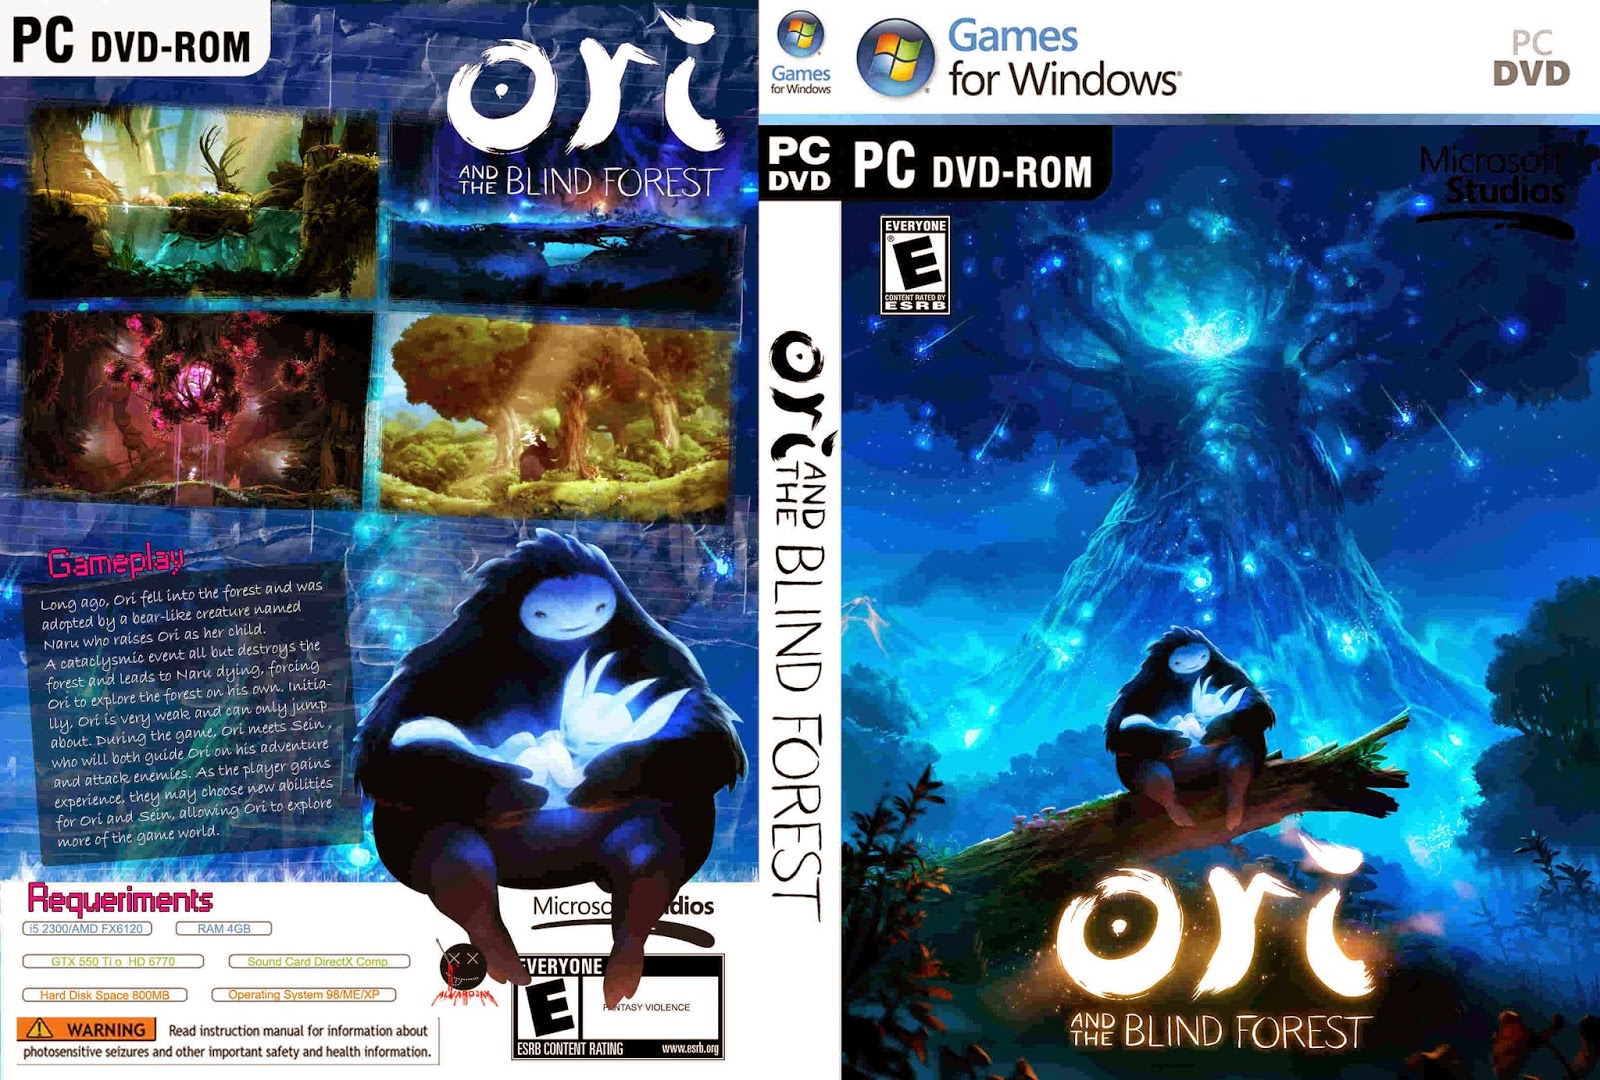 PC DVD-ROM
ori
AND THE BLIND FOREST
Gameplay
Long ago, Ori fell into the forest and was
adopted by a bear-like creature named
Naru who raises Ori as her child.
A cataclysmic event all but destroys the
forest and leads to Naru dying, forcing
Ori to explore the forest on his own. Initia-
lly, Ori is very weak and can only jump
about. During the game, Ori meets Sein ,
who will both guide Ori on his adventure
and attack enemies. As the player gains
experience, they may choose new abilities
for Ori and Sein, allowing Ori to explore
more of the game world.
Requeriments
i5 2300/AMD FX6120
RAM 4GB
GTX 550 Ti o HD 6770
Sound Card DirectX Comp.
Hard Disk Space 800MB
Operating System 98/ME/XP
WARNING Read instruction manual for information about
photosensitive seizures and other important safety and health information.
ALVAROJAK
Microso dios
EVERYONE
E
FANTASY VIOLENCE
ESRB CONTENT RATING www.esrb.org
Games
for Windows
PC
DVD
ori AND THE BLIND FOREST
Games
for Windows®
PC
DVD
PC DVD-ROM
Microsoft
Studios
EVERYONE
E
®
CONTENT RATED BY
ESRB
ori
AND THE BLIND FOREST